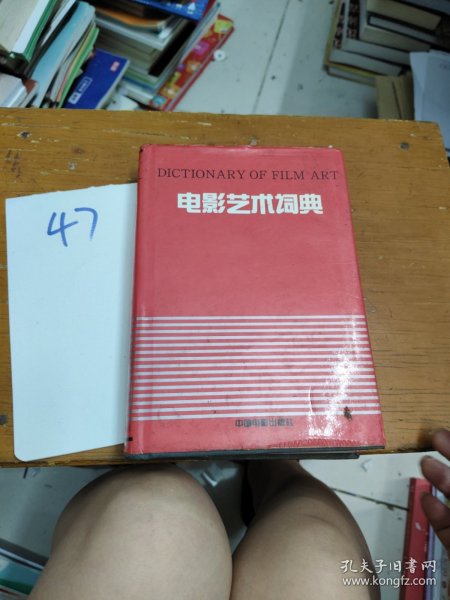 DICTIONARY OF FILM ART
电影艺术词典
47
中国电影出版社
孔夫子旧书网
www.kongfz.com